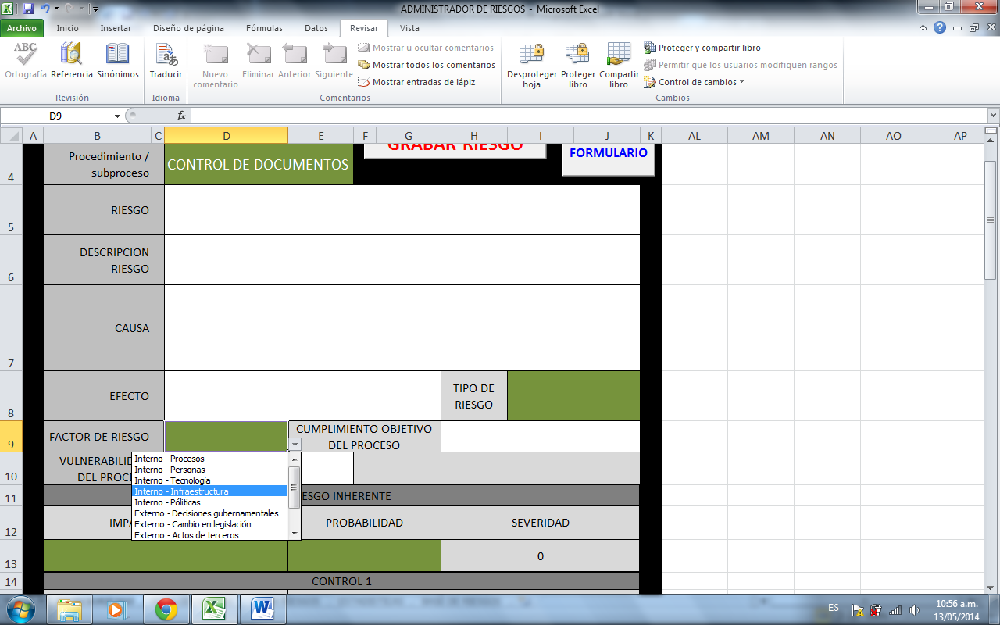 ADMINISTRADOR DE RIESGOS - Microsoft Excel
Archivo Inicio Insertar Diseño de página Fórmulas Datos Revisar Vista
ABC
Ortografía Referencia Sinónimos
Revisión
Traducir
Idioma
Nuevo
comentario
Eliminar Anterior Siguiente
Mostrar u ocultar comentarios
Mostrar todos los comentarios
Mostrar entradas de lápiz
Comentarios
Desproteger
hoja
Proteger
libro
Compartir
libro
Proteger y compartir libro
Permitir que los usuarios modifiquen rangos
Control de cambios
Cambios
D9
fx
A B C D E F G H I J K AL AM AN AO AP
4
Procedimiento /
subproceso
CONTROL DE DOCUMENTOS
GRABAR RIESGO
FORMULARIO
5
RIESGO
6
DESCRIPCION
RIESGO
7
CAUSA
8
EFECTO
TIPO DE
RIESGO
9
FACTOR DE RIESGO
CUMPLIMIENTO OBJETIVO
DEL PROCESO
10
VULNERABILID
DEL PROC
Interno - Procesos
Interno - Personas
Interno - Tecnología
Interno - Infraestructura
Interno - Póliticas
Externo - Decisiones gubernamentales
Externo - Cambio en legislación
Externo - Actos de terceros
11
ESGO INHERENTE
12
IMPA
PROBABILIDAD
SEVERIDAD
13
0
14
CONTROL 1
ES
10:56 a.m.
13/05/2014